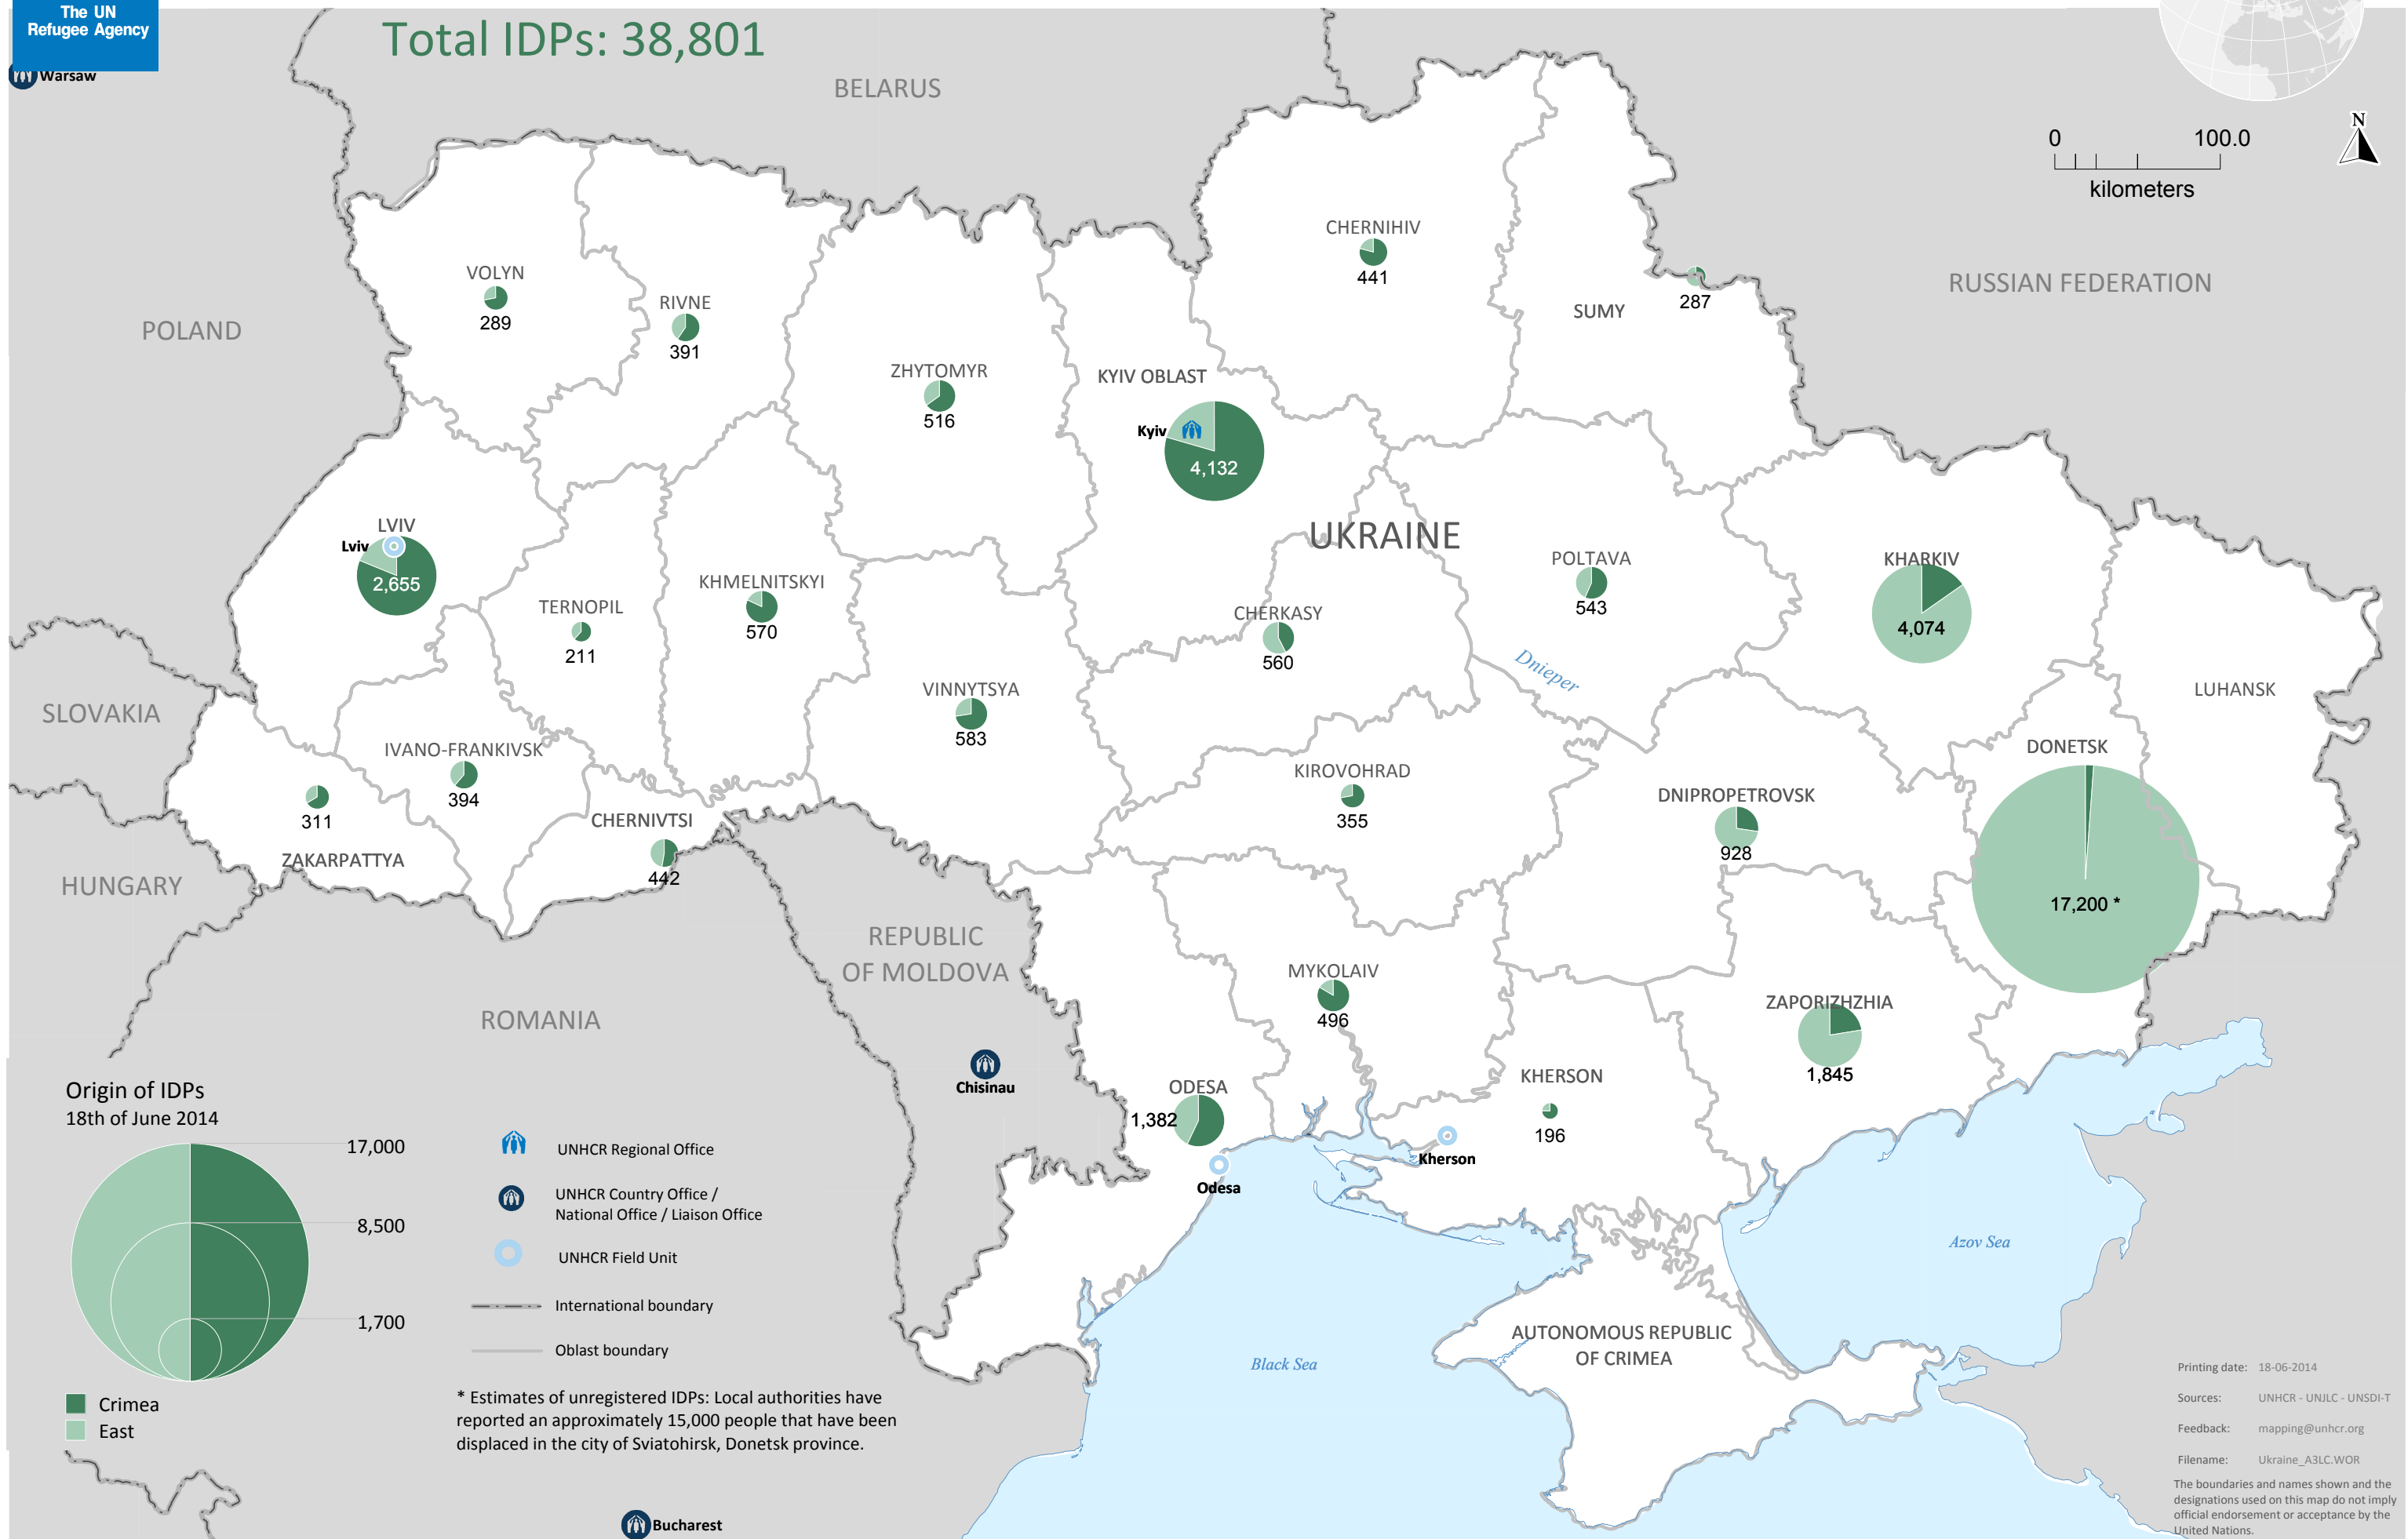 The UN
Refugee Agency
Total IDPs: 38,801
Warsaw
BELARUS
N
0 100.0
kilometers
CHERNIHIV
441
VOLYN
289
RIVNE
391
287
SUMY
RUSSIAN FEDERATION
POLAND
ZHYTOMYR
516
KYIV OBLAST
Kyiv
4,132
UKRAINE
LVIV
Lviv
2,655
TERNOPIL
211
KHMELNITSKYI
570
CHERKASY
560
POLTAVA
543
KHARKIV
4,074
Dnieper
LUHANSK
SLOVAKIA
VINNYTSYA
583
IVANO-FRANKIVSK
394
311
ZAKARPATTYA
CHERNIVTSI
442
KIROVOHRAD
355
DNIPROPETROVSK
928
DONETSK
17,200 *
HUNGARY
REPUBLIC
OF MOLDOVA
ROMANIA
MYKOLAIV
496
ZAPORIZHZHIA
1,845
Chisinau
ODESA
1,382
KHERSON
196
Kherson
Odesa
Azov Sea
Black Sea
AUTONOMOUS REPUBLIC
OF CRIMEA
Origin of IDPs
18th of June 2014
17,000
8,500
1,700
Crimea
East
UNHCR Regional Office
UNHCR Country Office /
National Office / Liaison Office
UNHCR Field Unit
International boundary
Oblast boundary
* Estimates of unregistered IDPs: Local authorities have
reported an approximately 15,000 people that have been
displaced in the city of Sviatohirsk, Donetsk province.
Bucharest
Printing date: 18-06-2014
Sources: UNHCR - UNJLC - UNSDI-T
Feedback: mapping@unhcr.org
Filename: Ukraine_A3LC.WOR
The boundaries and names shown and the
designations used on this map do not imply
official endorsement or acceptance by the
United Nations.